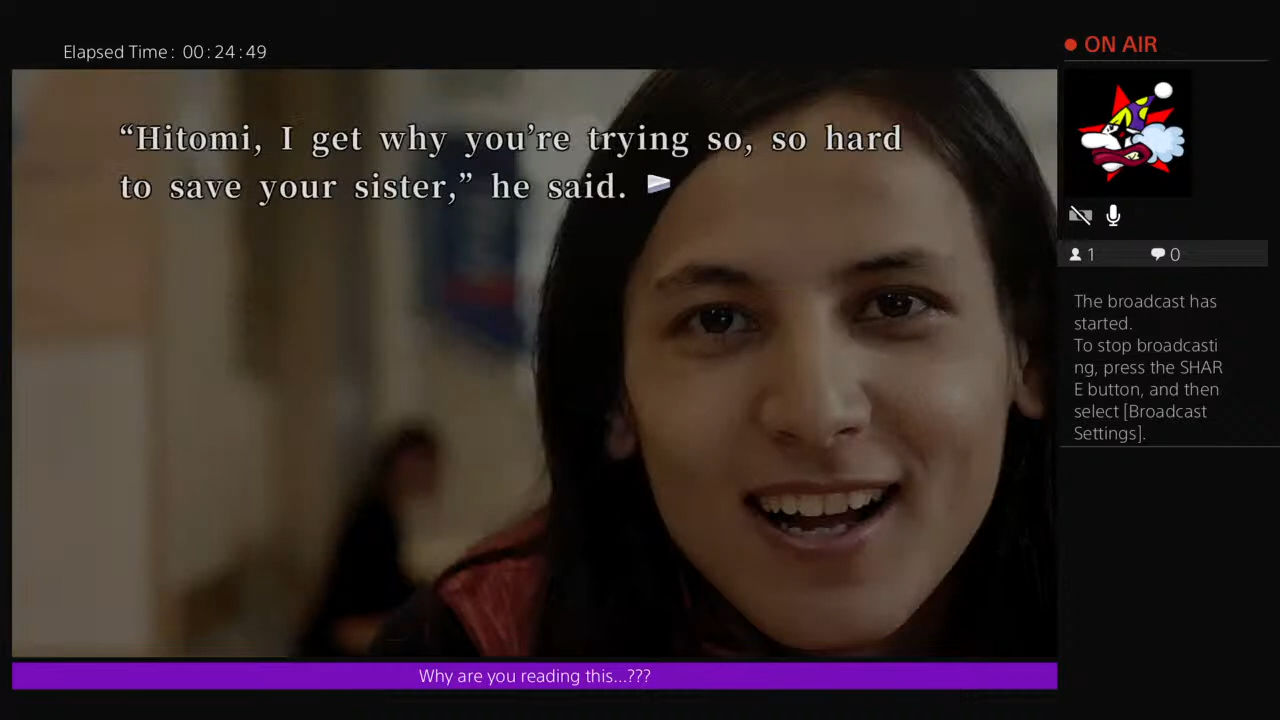 Elapsed Time: 00:24:49
ON AIR
“Hitomi, I get why you’re trying so, so hard
to save your sister,” he said.
1 0
The broadcast has
started.
To stop broadcasti
ng, press the SHAR
E button, and then
select [Broadcast
Settings].
Why are you reading this...???